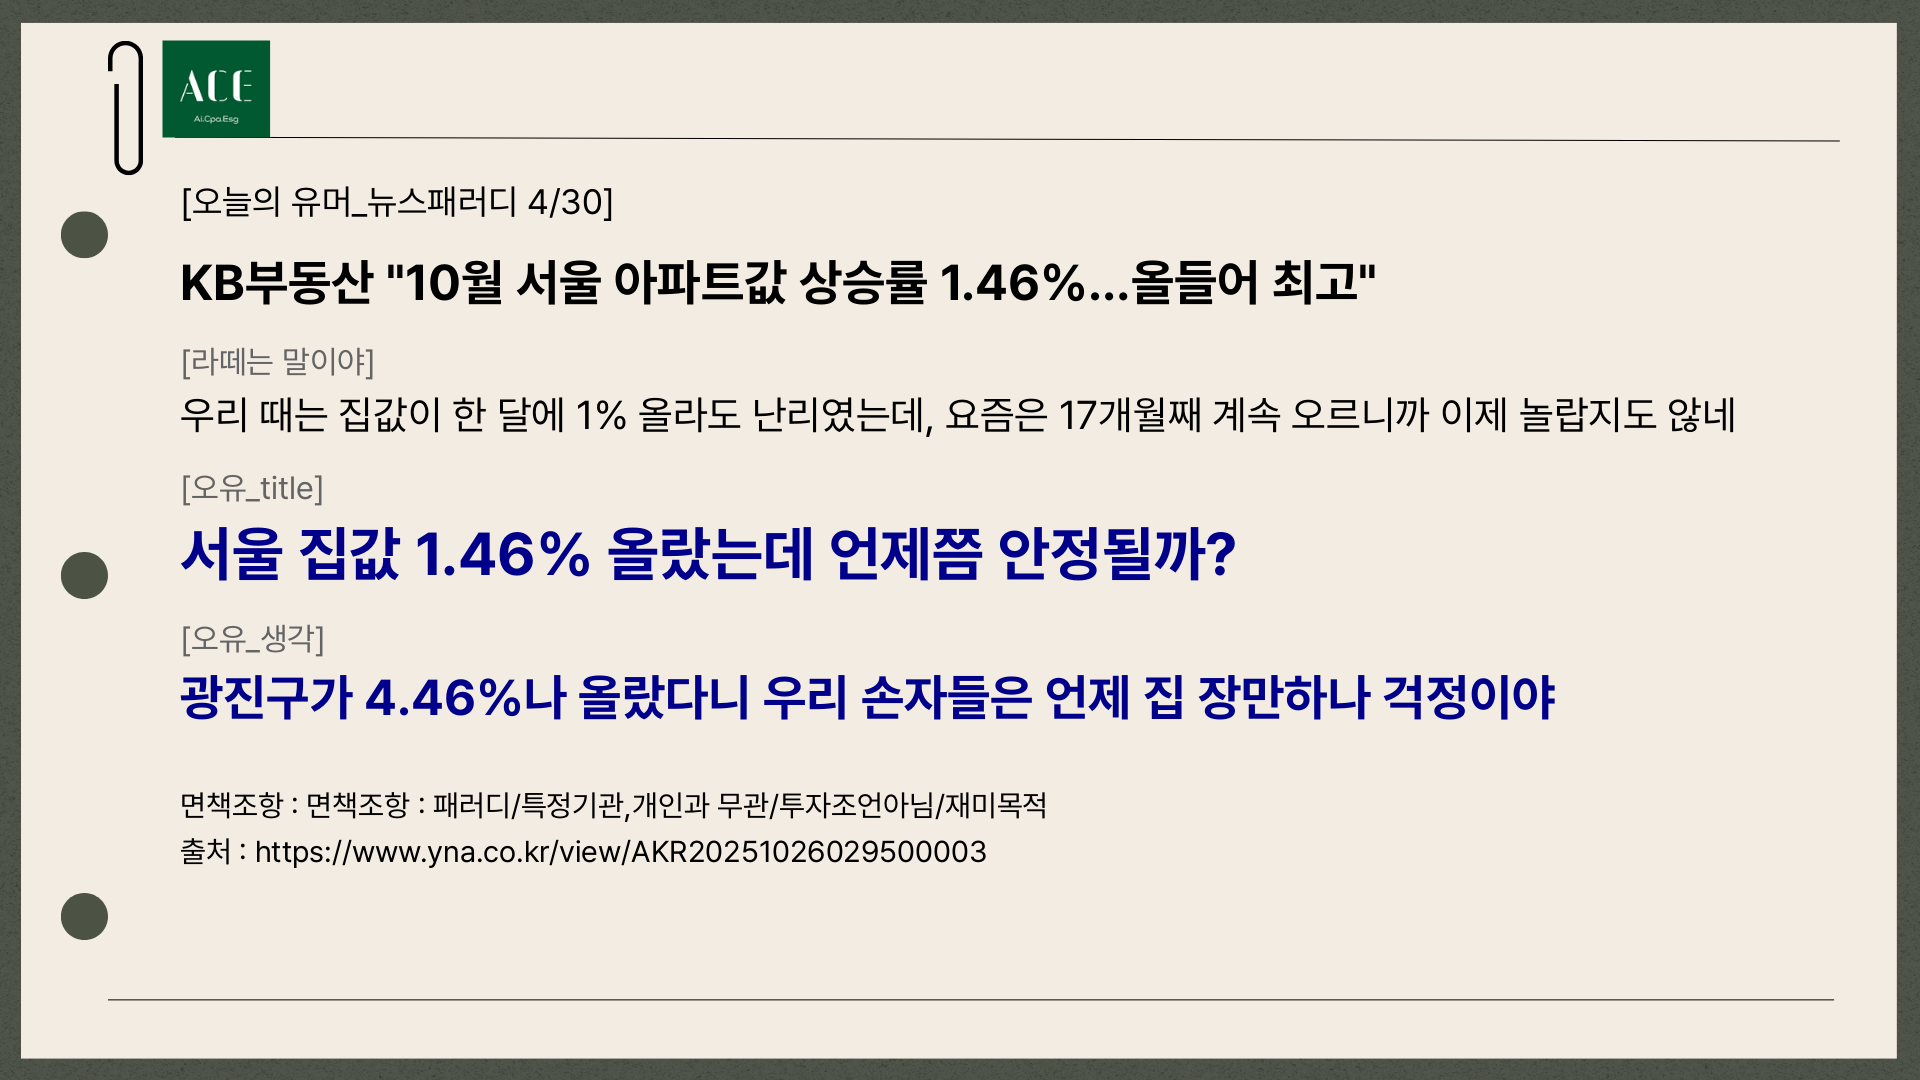 ACE
Ai.Cpa.Esg
[오늘의 유머_뉴스패러디 4/30]
KB부동산 "10월 서울 아파트값 상승률 1.46%...올들어 최고"
[라떼는 말이야]
우리 때는 집값이 한 달에 1% 올라도 난리였는데, 요즘은 17개월째 계속 오르니까 이제 놀랍지도 않네
[오유_title]
서울 집값 1.46% 올랐는데 언제쯤 안정될까?
[오유_생각]
광진구가 4.46%나 올랐다니 우리 손자들은 언제 집 장만하나 걱정이야
면책조항 : 면책조항 : 패러디/특정기관,개인과 무관/투자조언아님/재미목적
출처 : https://www.yna.co.kr/view/AKR20251026029500003